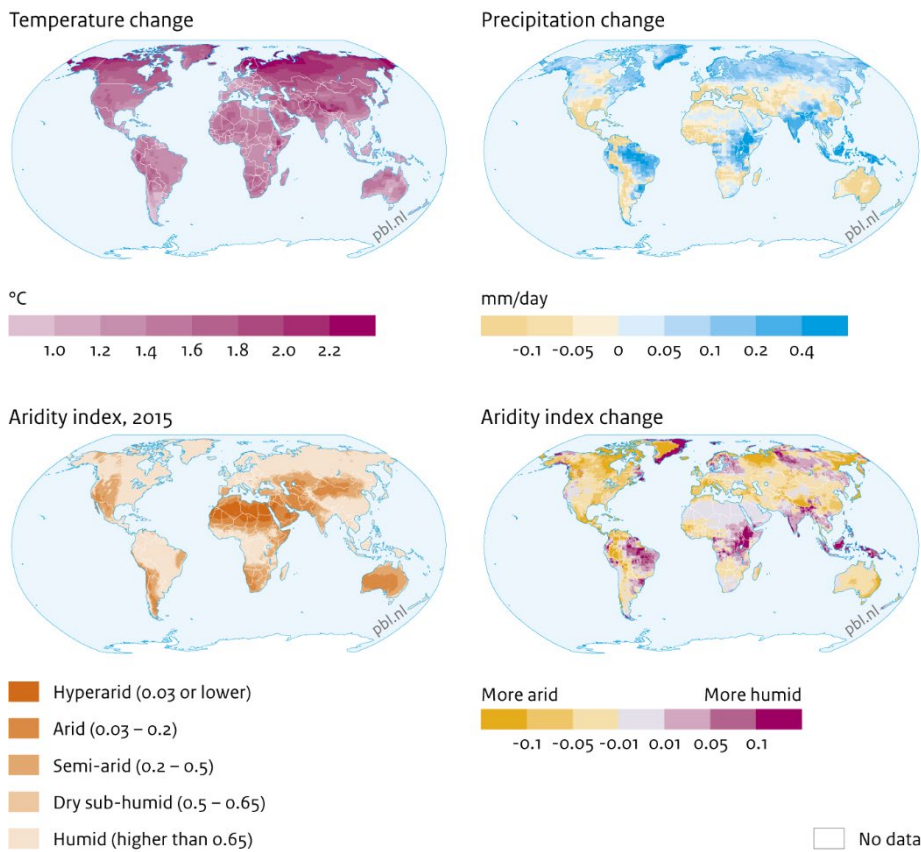 Temperature change
Precipitation change
pbl.nl
pbl.nl
°C
mm/day
1.0 1.2 1.4 1.6 1.8 2.0 2.2
-0.1 -0.05 0 0.05 0.1 0.2 0.4
Aridity index, 2015
Aridity index change
pbl.nl
pbl.nl
Hyperarid (0.03 or lower)
Arid (0.03 – 0.2)
Semi-arid (0.2 – 0.5)
Dry sub-humid (0.5 – 0.65)
Humid (higher than 0.65)
More arid More humid
-0.1 -0.05 -0.01 0.01 0.05 0.1
No data